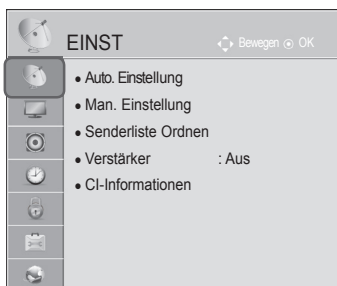 EINST Bewegen OK
Auto. Einstellung
Man. Einstellung
Senderliste Ordnen
Verstärker : Aus
CI-Informationen